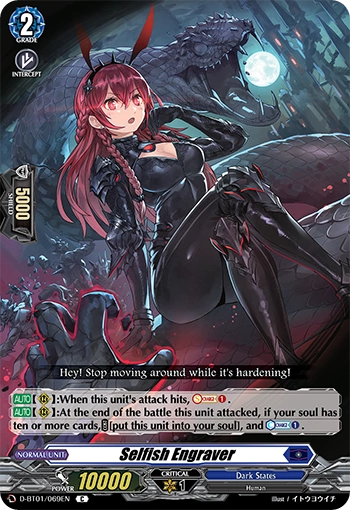 2
GRADE
INTERCEPT
5000
SHIELD
Hey! Stop moving around while it's hardening!
AUTO : When this unit's attack hits, CHARGE 1.
AUTO : At the end of the battle this unit attacked, if your soul has
ten or more cards, [put this unit into your soul], and CHARGE 1.
NORMAL UNIT
Selfish Engraver
POWER 10000
CRITICAL
1
Dark States
Human
D-BT01/069EN C
Illust / イトウヨウイチ